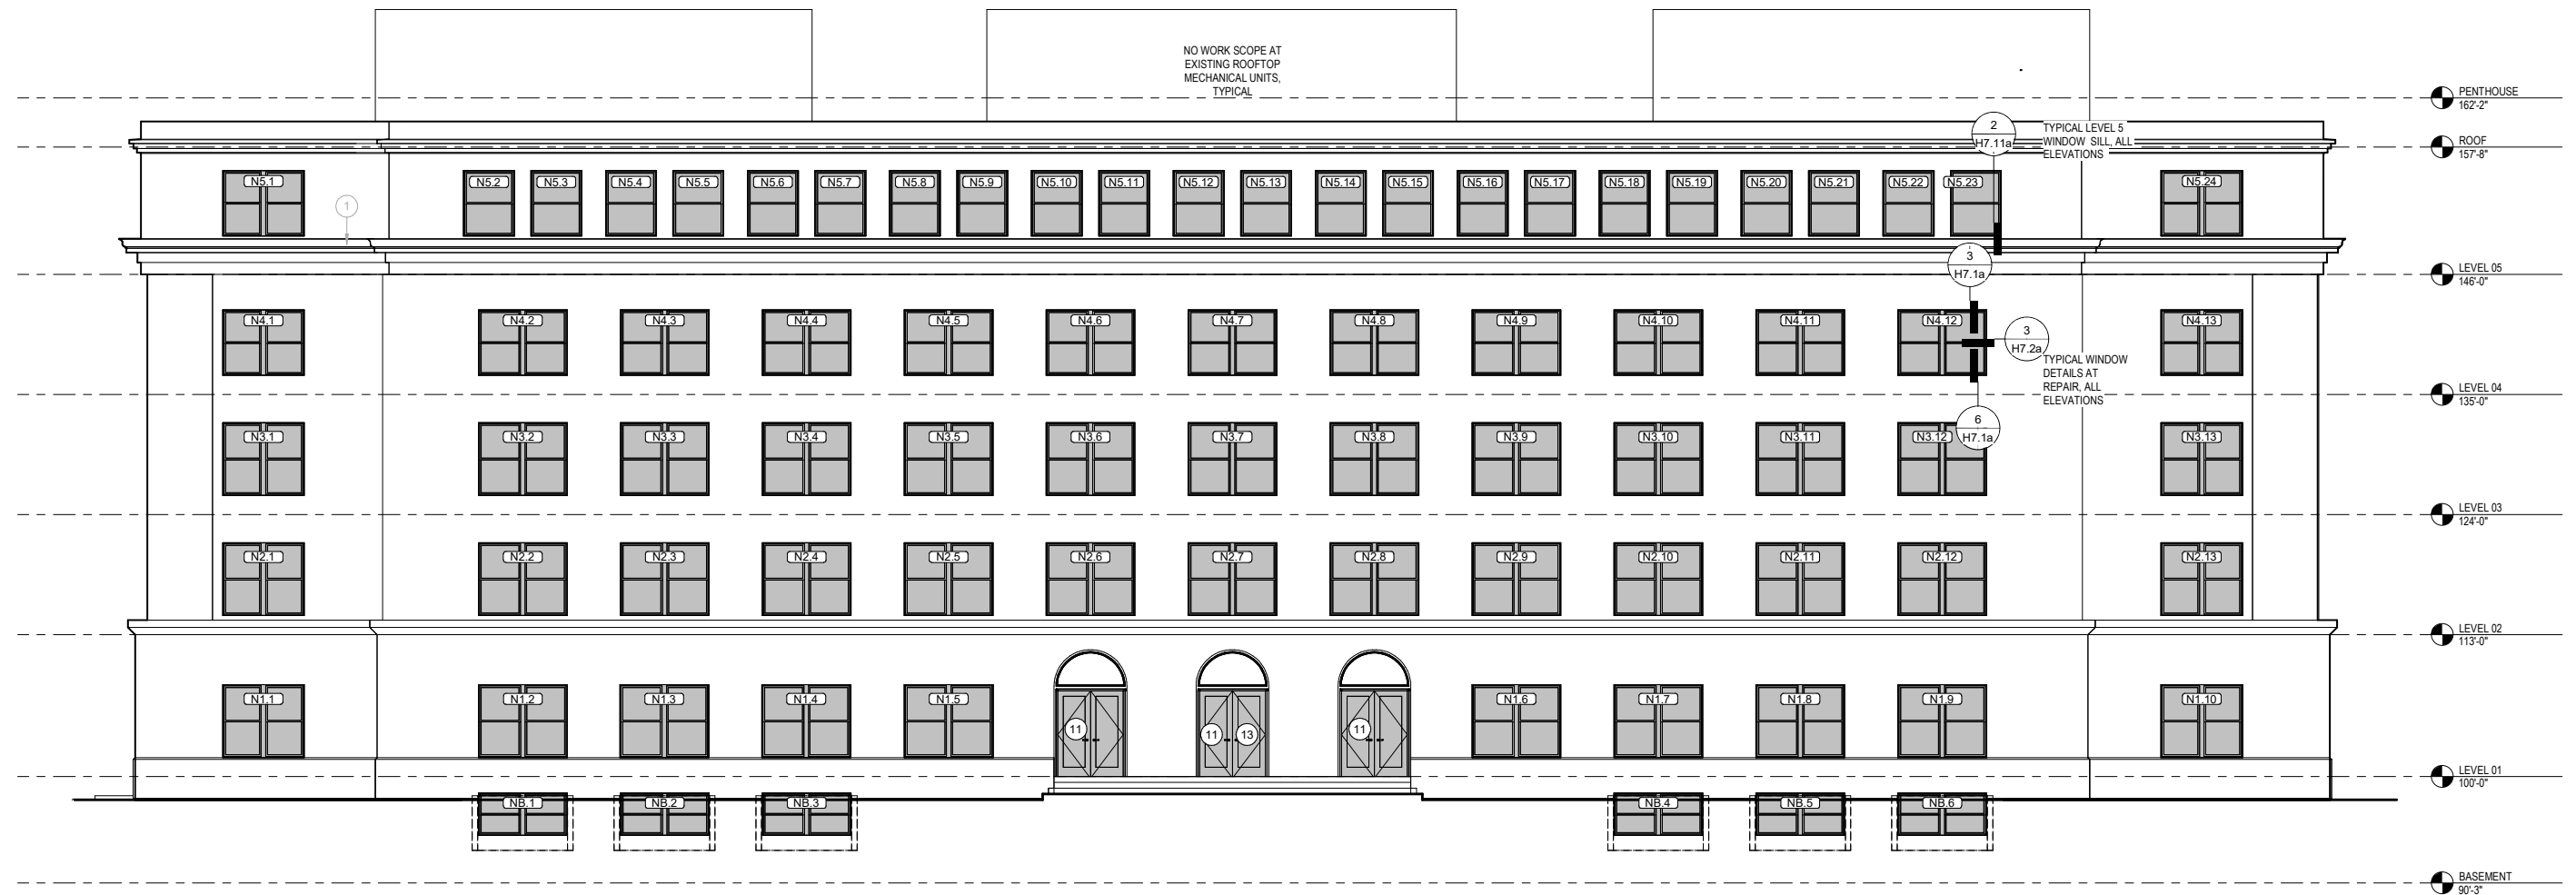 NO WORK SCOPE AT
EXISTING ROOFTOP
MECHANICAL UNITS,
TYPICAL
PENTHOUSE
162'-2"
2
H7.11a
TYPICAL LEVEL 5
WINDOW SILL, ALL
ELEVATIONS
ROOF
157'-8"
N5.1 N5.2 N5.3 N5.4 N5.5 N5.6 N5.7 N5.8 N5.9 N5.10 N5.11 N5.12 N5.13 N5.14 N5.15 N5.16 N5.17 N5.18 N5.19 N5.20 N5.21 N5.22 N5.23 N5.24
1
3
H7.1a
LEVEL 05
146'-0"
N4.1 N4.2 N4.3 N4.4 N4.5 N4.6 N4.7 N4.8 N4.9 N4.10 N4.11 N4.12 N4.13
3
H7.2a
TYPICAL WINDOW
DETAILS AT
REPAIR, ALL
ELEVATIONS
LEVEL 04
135'-0"
6
H7.1a
N3.1 N3.2 N3.3 N3.4 N3.5 N3.6 N3.7 N3.8 N3.9 N3.10 N3.11 N3.12 N3.13
LEVEL 03
124'-0"
N2.1 N2.2 N2.3 N2.4 N2.5 N2.6 N2.7 N2.8 N2.9 N2.10 N2.11 N2.12 N2.13
LEVEL 02
113'-0"
N1.1 N1.2 N1.3 N1.4 N1.5 N1.6 N1.7 N1.8 N1.9 N1.10
11 11 13 11
LEVEL 01
100'-0"
NB.1 NB.2 NB.3 NB.4 NB.5 NB.6
BASEMENT
90'-3"